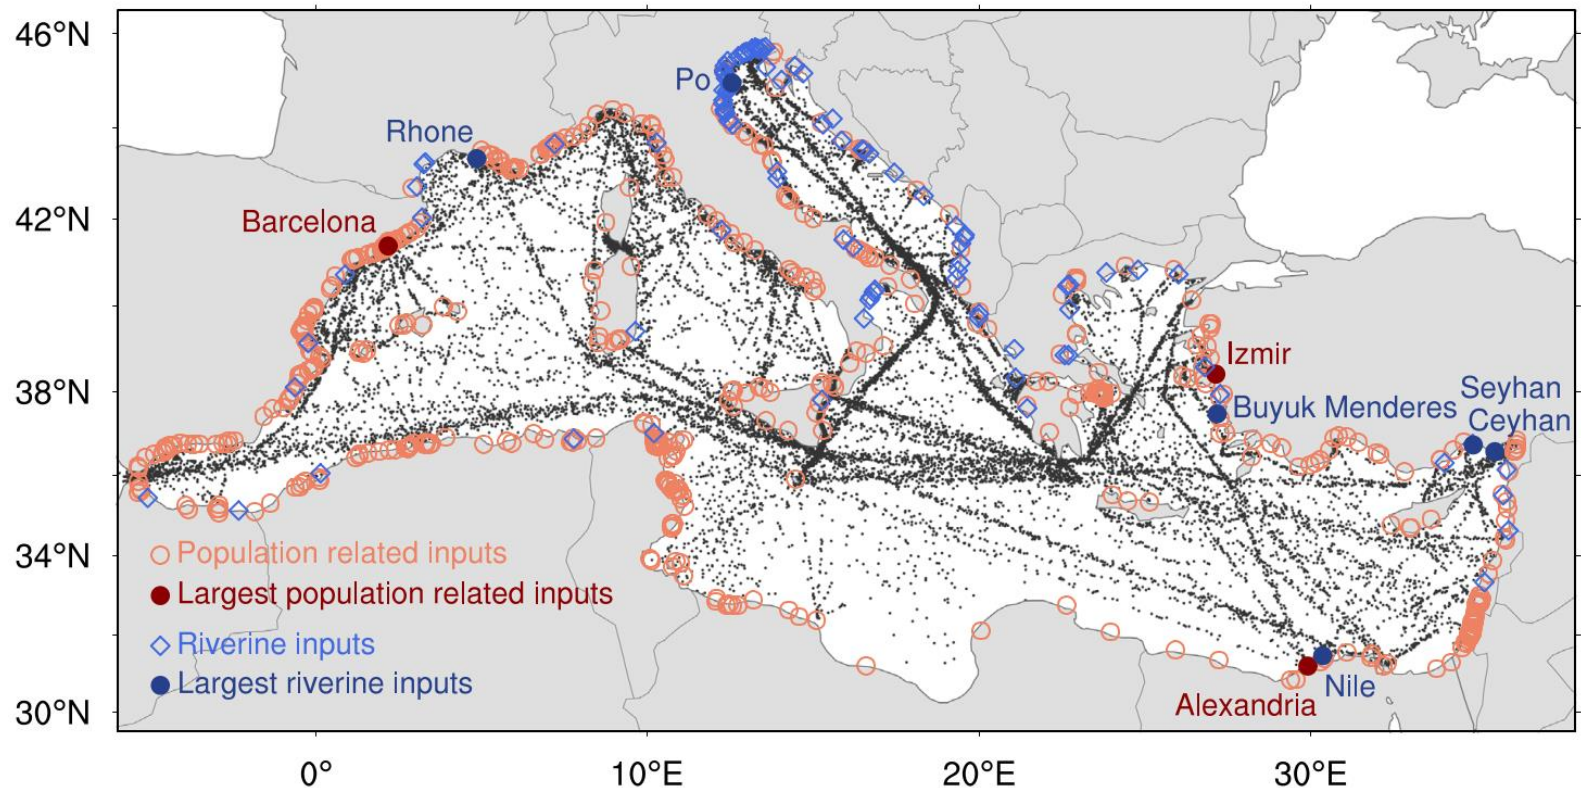 46°N
Po
Rhone
42°N
Barcelona
Izmir
38°N
Seyhan
Buyuk Menderes
Ceyhan
34°N
Population related inputs
Largest population related inputs
Riverine inputs
Largest riverine inputs
Nile
Alexandria
30°N
0°
10°E
20°E
30°E